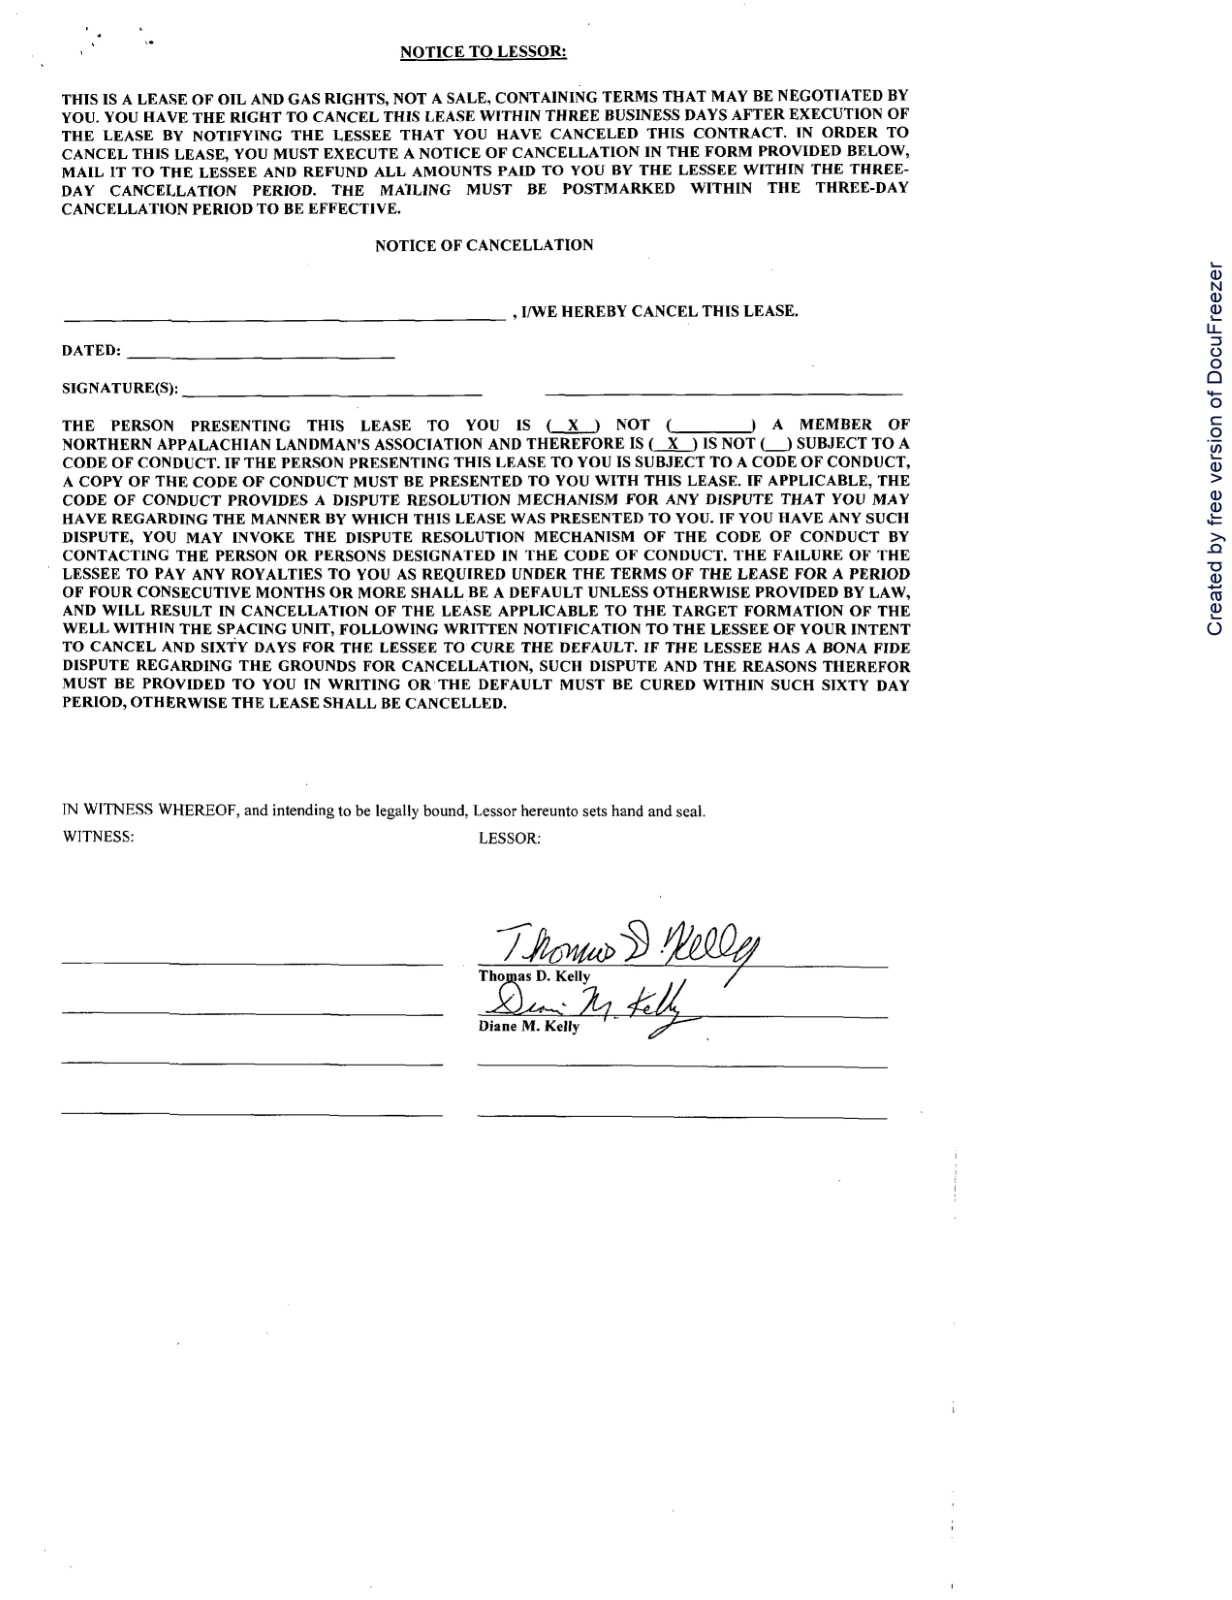 NOTICE TO LESSOR:
THIS IS A LEASE OF OIL AND GAS RIGHTS, NOT A SALE, CONTAINING TERMS THAT MAY BE NEGOTIATED BY
YOU. YOU HAVE THE RIGHT TO CANCEL THIS LEASE WITHIN THREE BUSINESS DAYS AFTER EXECUTION OF
THE LEASE BY NOTIFYING THE LESSEE THAT YOU HAVE CANCELED THIS CONTRACT. IN ORDER TO
CANCEL THIS LEASE, YOU MUST EXECUTE A NOTICE OF CANCELLATION IN THE FORM PROVIDED BELOW,
MAIL IT TO THE LESSEE AND REFUND ALL AMOUNTS PAID TO YOU BY THE LESSEE WITHIN THE THREE-
DAY CANCELLATION PERIOD. THE MAILING MUST BE POSTMARKED WITHIN THE THREE-DAY
CANCELLATION PERIOD TO BE EFFECTIVE.
NOTICE OF CANCELLATION
, I/WE HEREBY CANCEL THIS LEASE.
DATED:
SIGNATURE(S):
THE PERSON PRESENTING THIS LEASE TO YOU IS ( X ) NOT (________) A MEMBER OF
NORTHERN APPALACHIAN LANDMAN'S ASSOCIATION AND THEREFORE IS ( X ) IS NOT (__) SUBJECT TO A
CODE OF CONDUCT. IF THE PERSON PRESENTING THIS LEASE TO YOU IS SUBJECT TO A CODE OF CONDUCT,
A COPY OF THE CODE OF CONDUCT MUST BE PRESENTED TO YOU WITH THIS LEASE. IF APPLICABLE, THE
CODE OF CONDUCT PROVIDES A DISPUTE RESOLUTION MECHANISM FOR ANY DISPUTE THAT YOU MAY
HAVE REGARDING THE MANNER BY WHICH THIS LEASE WAS PRESENTED TO YOU. IF YOU HAVE ANY SUCH
DISPUTE, YOU MAY INVOKE THE DISPUTE RESOLUTION MECHANISM OF THE CODE OF CONDUCT BY
CONTACTING THE PERSON OR PERSONS DESIGNATED IN THE CODE OF CONDUCT. THE FAILURE OF THE
LESSEE TO PAY ANY ROYALTIES TO YOU AS REQUIRED UNDER THE TERMS OF THE LEASE FOR A PERIOD
OF FOUR CONSECUTIVE MONTHS OR MORE SHALL BE A DEFAULT UNLESS OTHERWISE PROVIDED BY LAW,
AND WILL RESULT IN CANCELLATION OF THE LEASE APPLICABLE TO THE TARGET FORMATION OF THE
WELL WITHIN THE SPACING UNIT, FOLLOWING WRITTEN NOTIFICATION TO THE LESSEE OF YOUR INTENT
TO CANCEL AND SIXTY DAYS FOR THE LESSEE TO CURE THE DEFAULT. IF THE LESSEE HAS A BONA FIDE
DISPUTE REGARDING THE GROUNDS FOR CANCELLATION, SUCH DISPUTE AND THE REASONS THEREFOR
MUST BE PROVIDED TO YOU IN WRITING OR THE DEFAULT MUST BE CURED WITHIN SUCH SIXTY DAY
PERIOD, OTHERWISE THE LEASE SHALL BE CANCELLED.
IN WITNESS WHEREOF, and intending to be legally bound, Lessor hereunto sets hand and seal.
WITNESS: LESSOR:
Thomas D. Kelly
Thomas D. Kelly
Diane M. Kelly
Diane M. Kelly
Created by free version of DocuFreezer